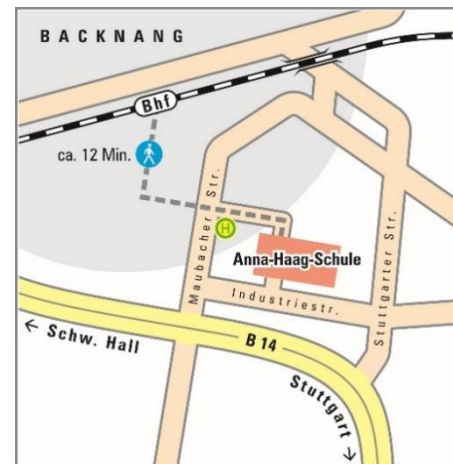 BACKNANG
Bhf
ca. 12 Min.
Maubacher Str.
H
Anna-Haag-Schule
Stuttgarter Str.
Industriestr.
← Schw. Hall
B 14
Stuttgart →